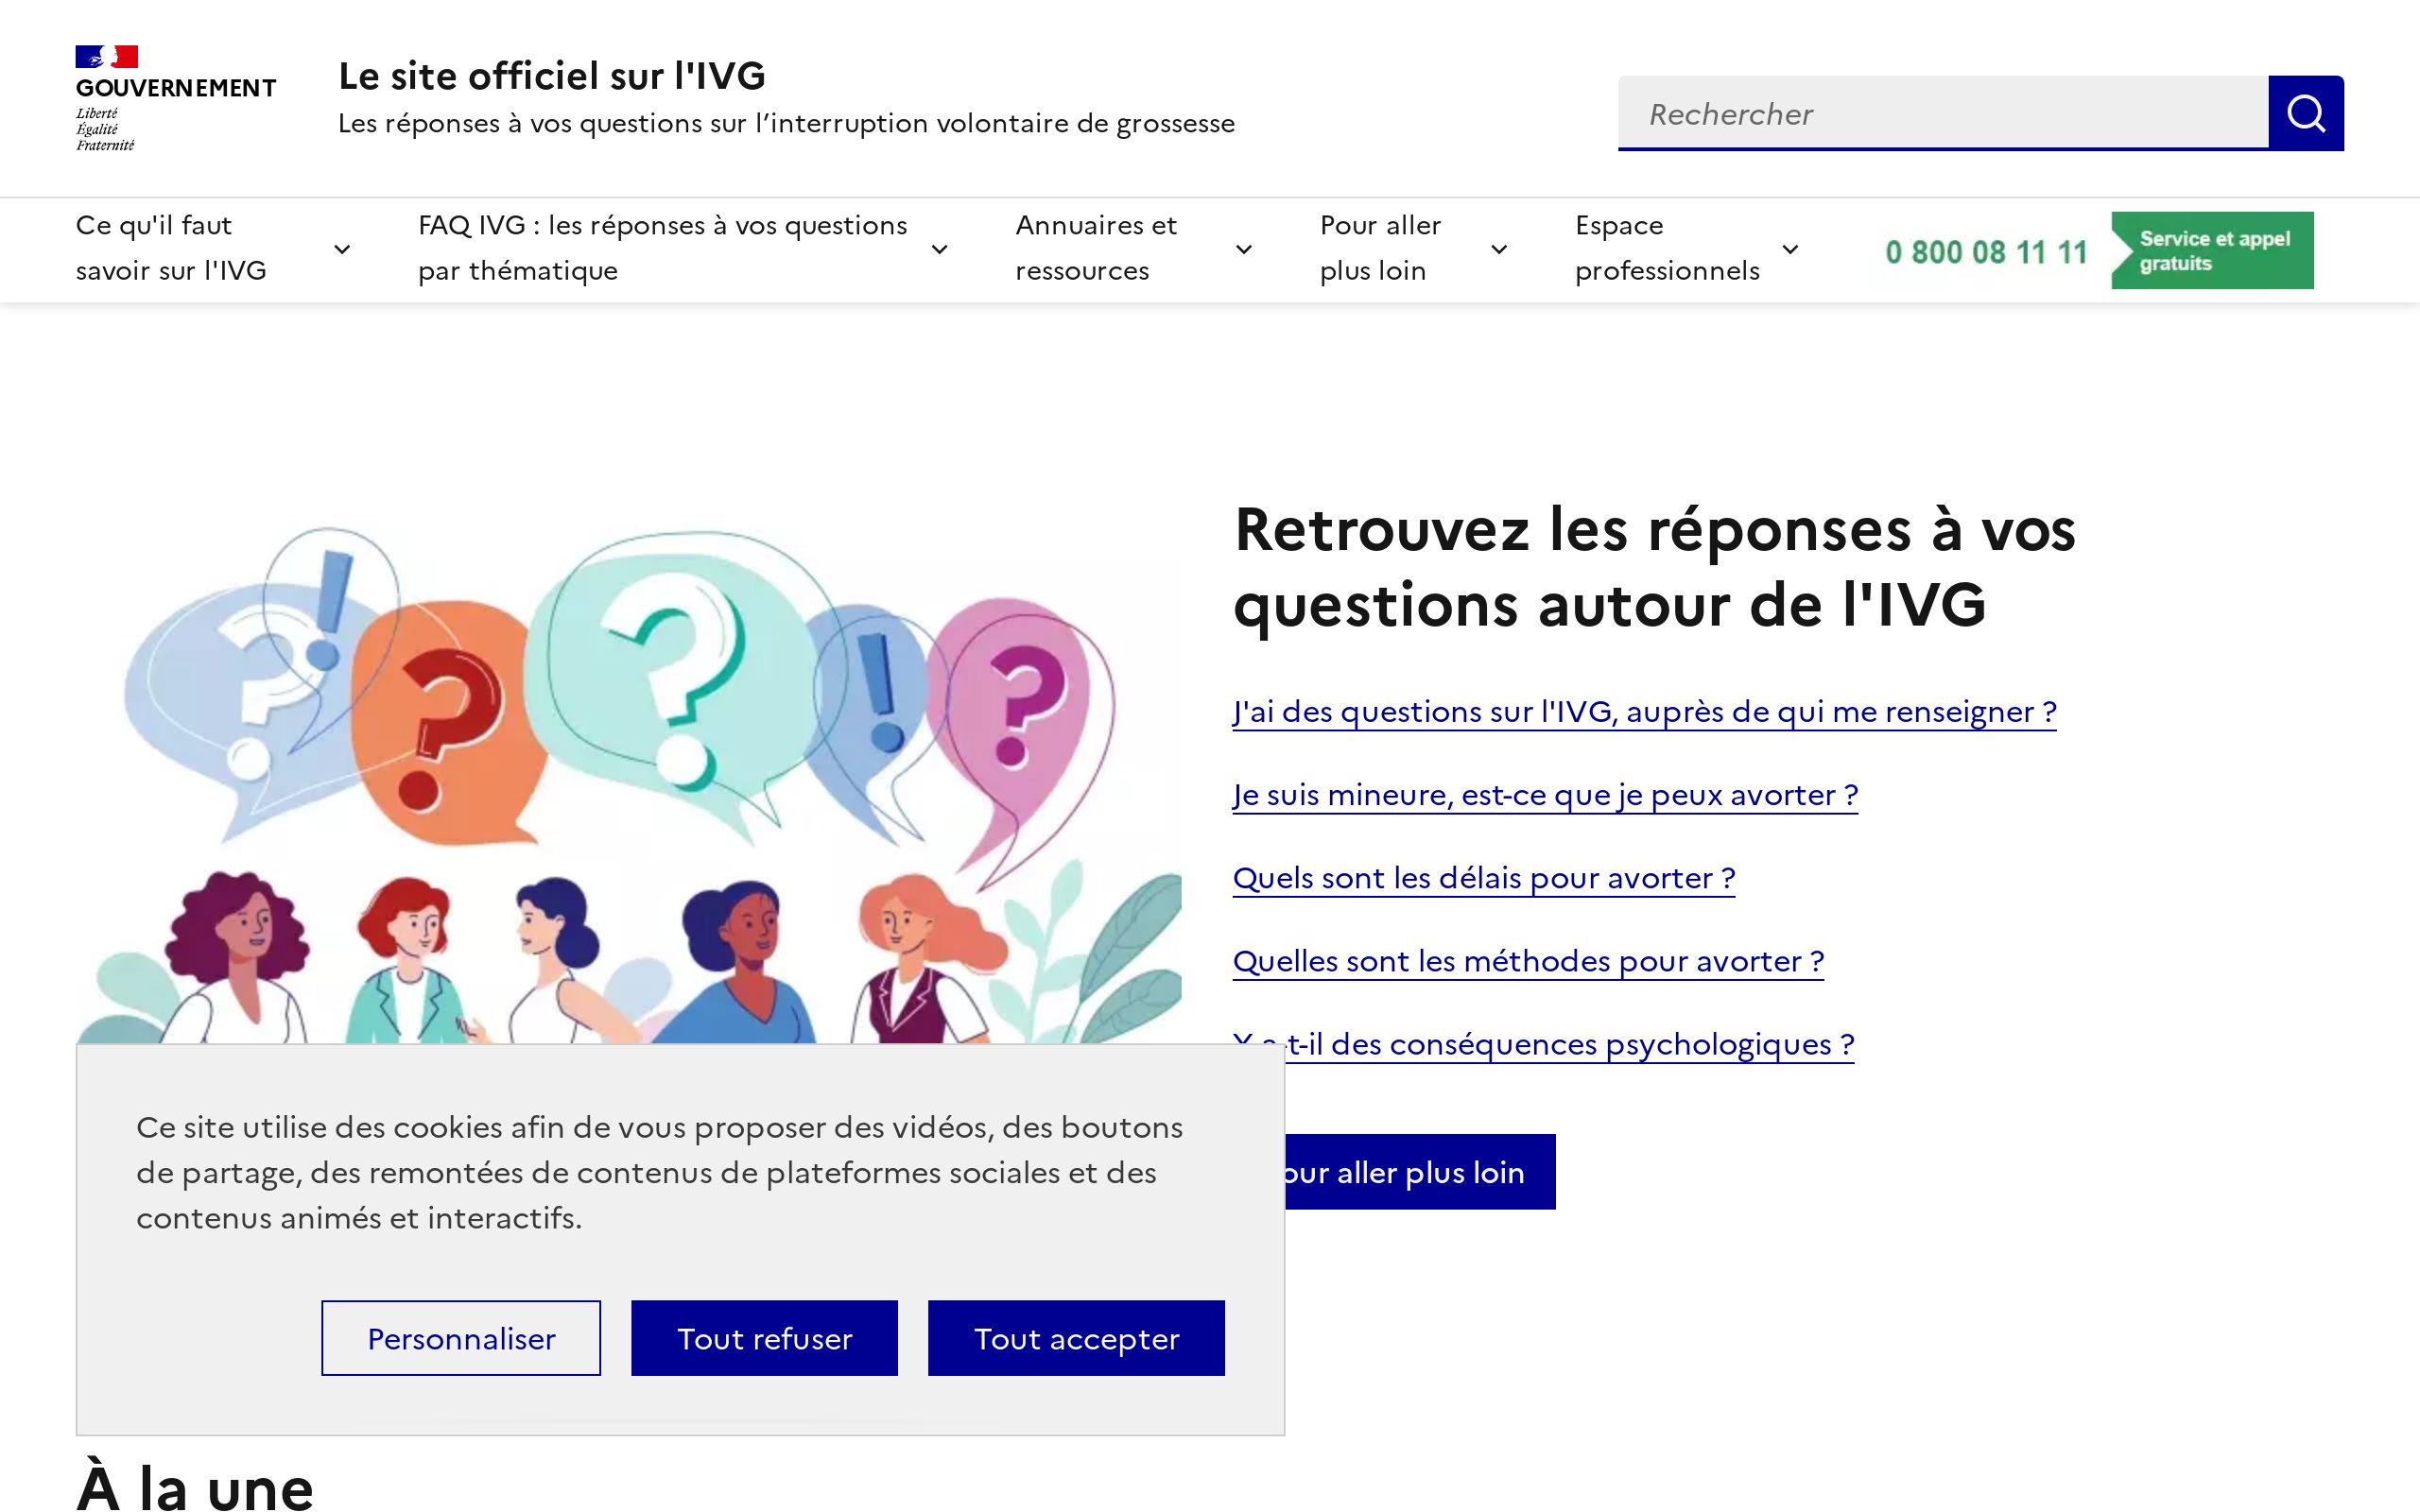 GOUVERNEMENT
Liberté
Égalité
Fraternité
Le site officiel sur l'IVG
Les réponses à vos questions sur l’interruption volontaire de grossesse
Rechercher
Ce qu'il faut
savoir sur l'IVG
FAQ IVG : les réponses à vos questions
par thématique
Annuaires et
ressources
Pour aller
plus loin
Espace
professionnels
0 800 08 11 11
Service et appel
gratuits
? ! ? ? ! ?
Retrouvez les réponses à vos
questions autour de l'IVG
J'ai des questions sur l'IVG, auprès de qui me renseigner ?
Je suis mineure, est-ce que je peux avorter ?
Quels sont les délais pour avorter ?
Quelles sont les méthodes pour avorter ?
Y a-t-il des conséquences psychologiques ?
our aller plus loin
Ce site utilise des cookies afin de vous proposer des vidéos, des boutons
de partage, des remontées de contenus de plateformes sociales et des
contenus animés et interactifs.
Personnaliser
Tout refuser
Tout accepter
À la une